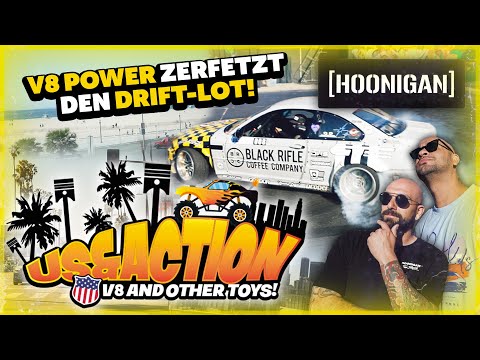 V8 POWER ZERFETZT
DEN DRIFT-LOT!
[HOONIGAN]
BLACK RIFLE
COFFEE COMPANY
US&ACTION
V8 AND OTHER TOYS!